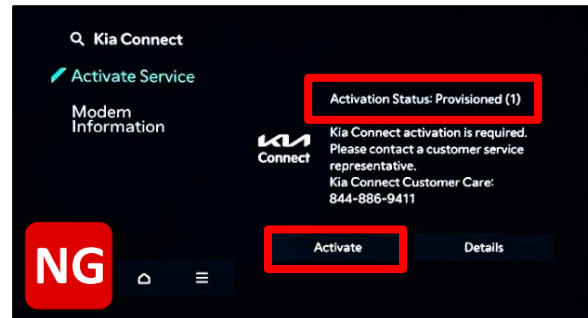 Kia Connect
Activate Service
Modem
Information
Activation Status: Provisioned (1)
Kia Connect activation is required.
Please contact a customer service
representative.
Kia Connect Customer Care:
844-886-9411
KIA
Connect
Activate
Details
NG